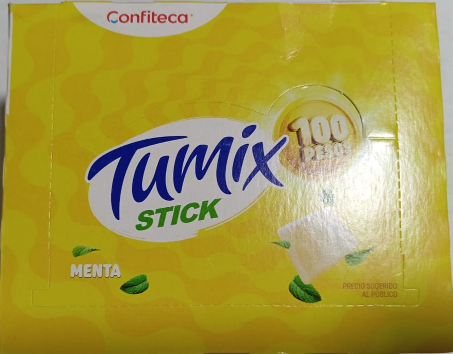 Confiteca
100
PESOS
Tumix
STICK
MENTA
PRECIO SUGERIDO
AL PÚBLICO